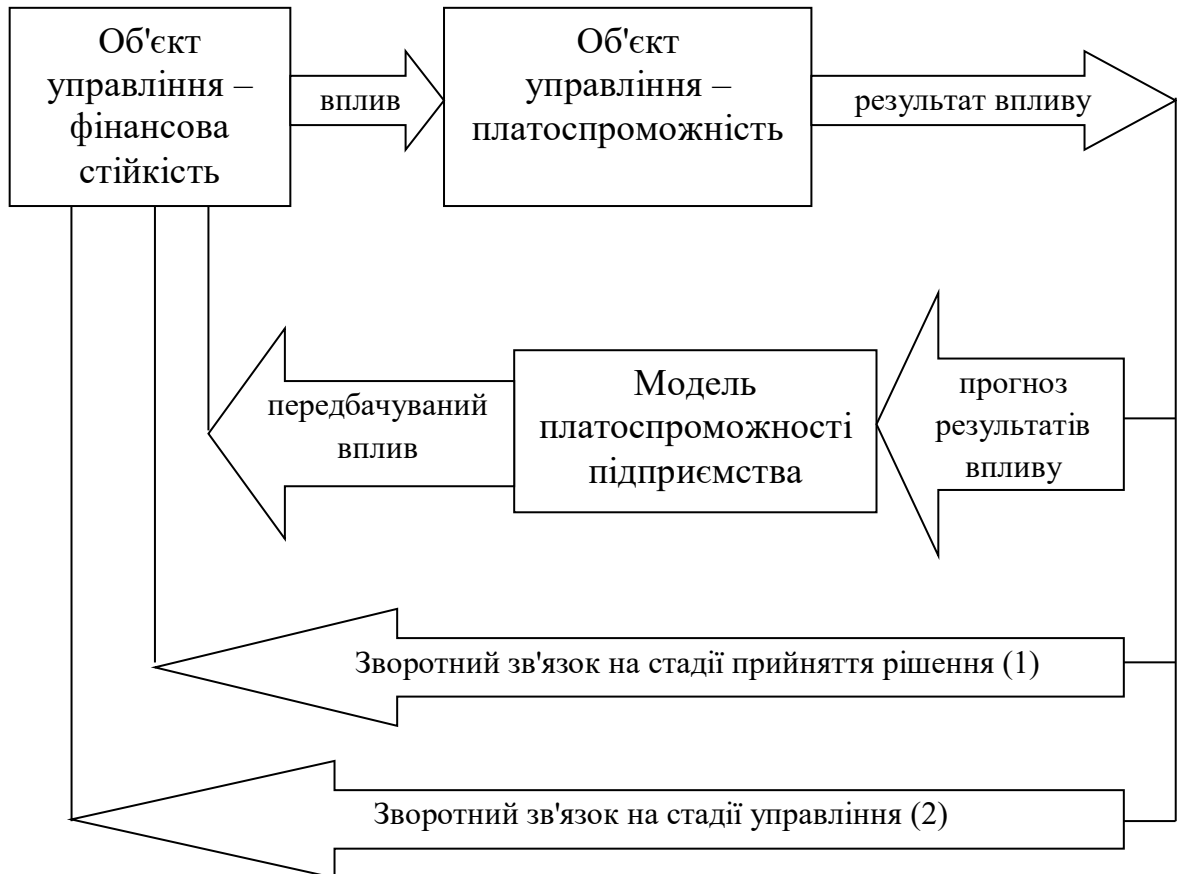 Об'єкт
управління –
фінансова
стійкість
вплив
Об'єкт
управління –
платоспроможність
результат впливу
передбачуваний
вплив
Модель
платоспроможності
підприємства
прогноз
результатів
впливу
Зворотний зв'язок на стадії прийняття рішення (1)
Зворотний зв'язок на стадії управління (2)